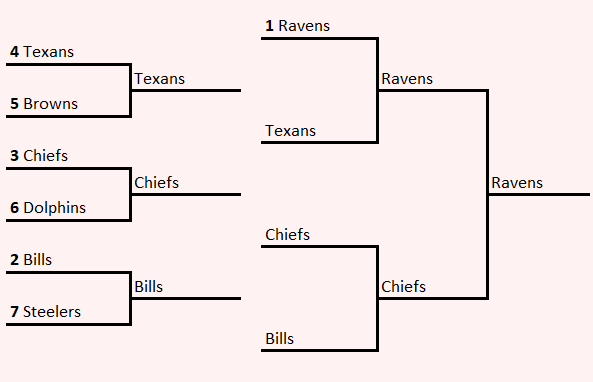 4 Texans
5 Browns
Texans
3 Chiefs
6 Dolphins
Chiefs
2 Bills
7 Steelers
Bills
1 Ravens
Texans
Ravens
Chiefs
Bills
Chiefs
Ravens